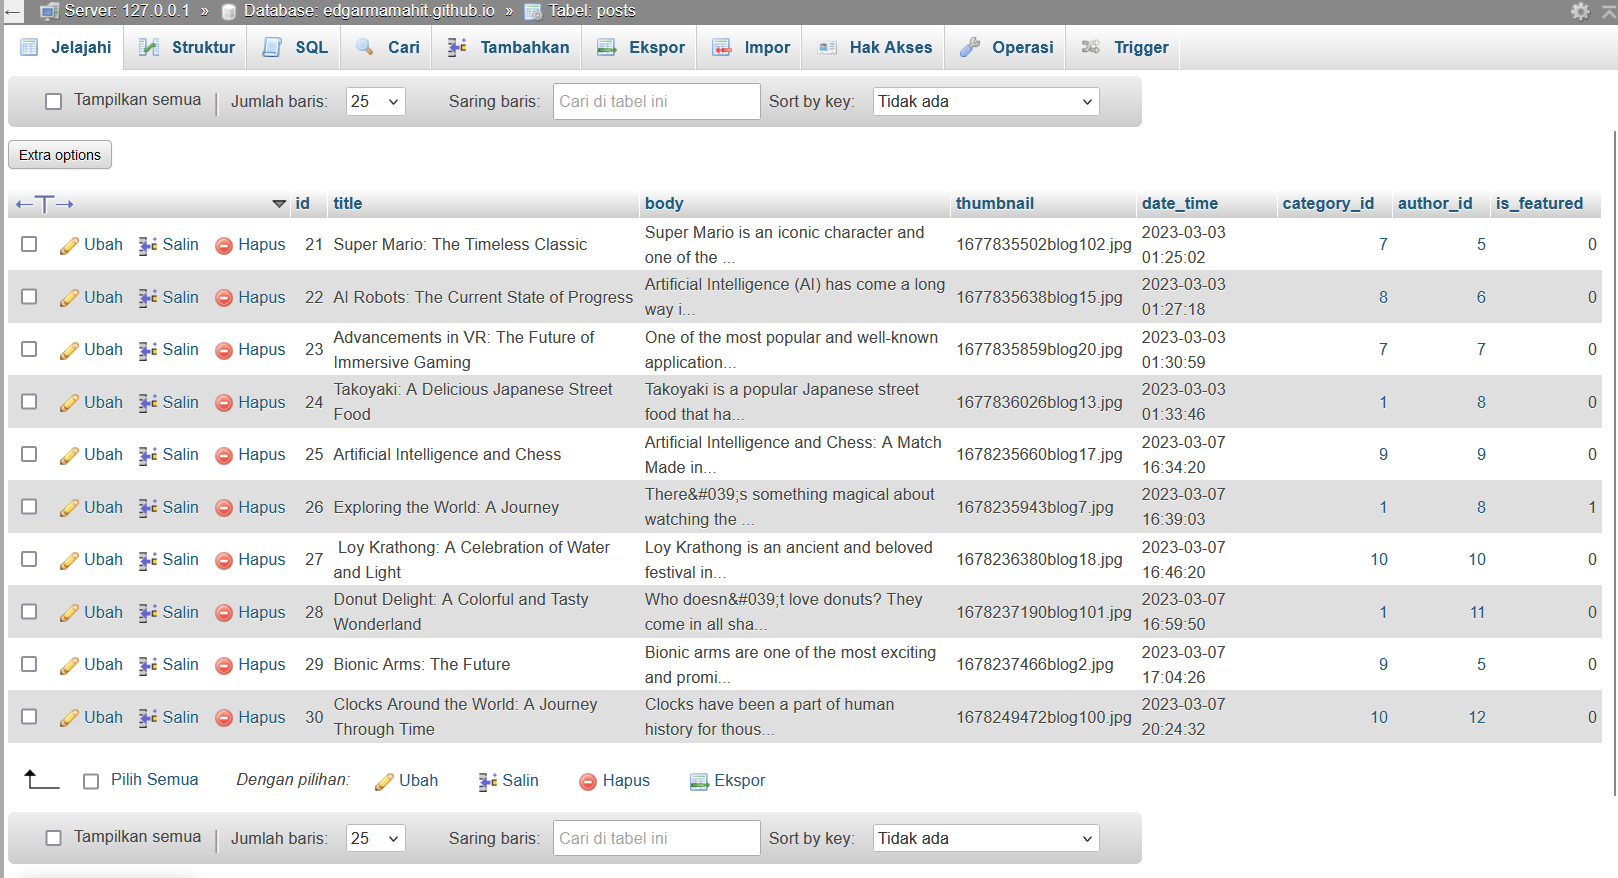 Server: 127.0.0.1 » Database: edgarmamahit.github.io » Tabel: posts
Jelajahi Struktur SQL Cari Tambahkan Ekspor Impor Hak Akses Operasi Trigger
Tampilkan semua Jumlah baris: 25 Saring baris: Cari di tabel ini Sort by key: Tidak ada
Extra options
←T→ id title body thumbnail date_time category_id author_id is_featured
Ubah Salin Hapus 21 Super Mario: The Timeless Classic Super Mario is an iconic character and 1677835502blog102.jpg 2023-03-03 7 5 0
one of the ... 01:25:02
Ubah Salin Hapus 22 AI Robots: The Current State of Progress Artificial Intelligence (AI) has come a long 1677835638blog15.jpg 2023-03-03 8 6 0
way i... 01:27:18
Ubah Salin Hapus 23 Advancements in VR: The Future of One of the most popular and well-known 1677835859blog20.jpg 2023-03-03 7 7 0
Immersive Gaming application... 01:30:59
Ubah Salin Hapus 24 Takoyaki: A Delicious Japanese Street Takoyaki is a popular Japanese street 1677836026blog13.jpg 2023-03-03 1 8 0
Food food that ha... 01:33:46
Ubah Salin Hapus 25 Artificial Intelligence and Chess Artificial Intelligence and Chess: A Match 1678235660blog17.jpg 2023-03-07 9 9 0
Made in... 16:34:20
Ubah Salin Hapus 26 Exploring the World: A Journey There&#039;s something magical about 1678235943blog7.jpg 2023-03-07 1 8 1
watching the ... 16:39:03
Ubah Salin Hapus 27 Loy Krathong: A Celebration of Water Loy Krathong is an ancient and beloved 1678236380blog18.jpg 2023-03-07 10 10 0
and Light festival in... 16:46:20
Ubah Salin Hapus 28 Donut Delight: A Colorful and Tasty Who doesn&#039;t love donuts? They 1678237190blog101.jpg 2023-03-07 1 11 0
Wonderland come in all sha... 16:59:50
Ubah Salin Hapus 29 Bionic Arms: The Future Bionic arms are one of the most exciting 1678237466blog2.jpg 2023-03-07 9 5 0
and promi... 17:04:26
Ubah Salin Hapus 30 Clocks Around the World: A Journey Clocks have been a part of human 1678249472blog100.jpg 2023-03-07 10 12 0
Through Time history for thous... 20:24:32
Pilih Semua Dengan pilihan: Ubah Salin Hapus Ekspor
Tampilkan semua Jumlah baris: 25 Saring baris: Cari di tabel ini Sort by key: Tidak ada